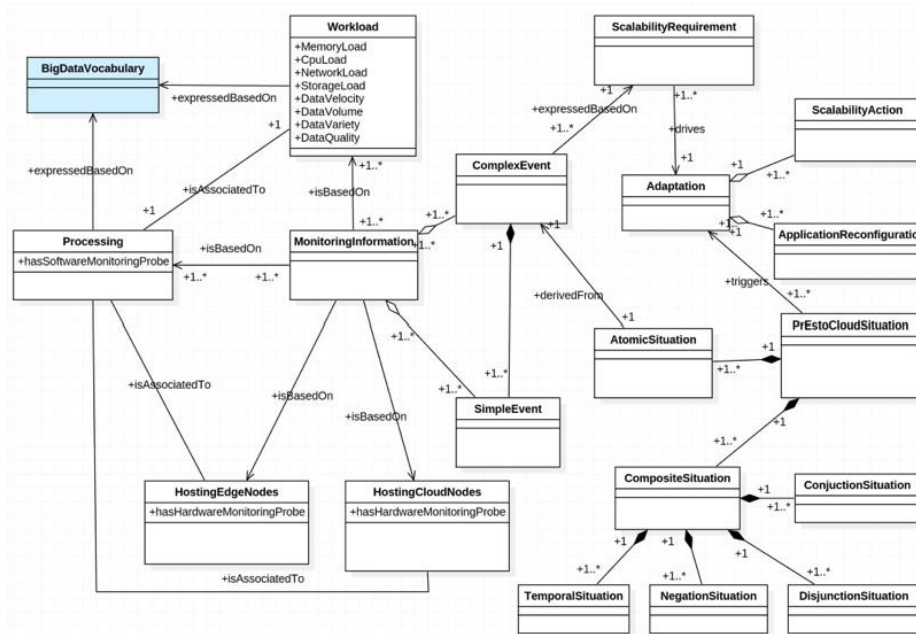 Workload
+MemoryLoad
+CpuLoad
+NetworkLoad
+StorageLoad
+DataVelocity
+DataVolume
+DataVariety
+DataQuality
BigDataVocabulary
+expressedBasedOn
ScalabilityRequirement
+expressedBasedOn
+1
+1..*
+1..*
+drives
+1
ScalabilityAction
+1
+1..*
ComplexEvent
Adaptation
+1..*
+1
+1
ApplicationReconfiguratio
+expressedBasedOn
+1
+isAssociatedTo
+1
+1..*
+isBasedOn
+1..*
Processing
+hasSoftwareMonitoringProbe
+isBasedOn
+1..*
+1..*
MonitoringInformation
+1..*
+1..*
+1
+1
+derivedFrom
+1
+triggers
+1..*
PrEstoCloudSituation
AtomicSituation
+1
+1..*
+1..*
+1..*
+1..*
+isAssociatedTo
+isBasedOn
+isBasedOn
SimpleEvent
+1
+1..*
HostingEdgeNodes
+hasHardwareMonitoringProbe
HostingCloudNodes
+hasHardwareMonitoringProbe
CompositeSituation
+1
+1..*
ConjuctionSituation
+1
+1
+1
+isAssociatedTo
+1..*
+1..*
+1..*
TemporalSituation
NegationSituation
DisjunctionSituation